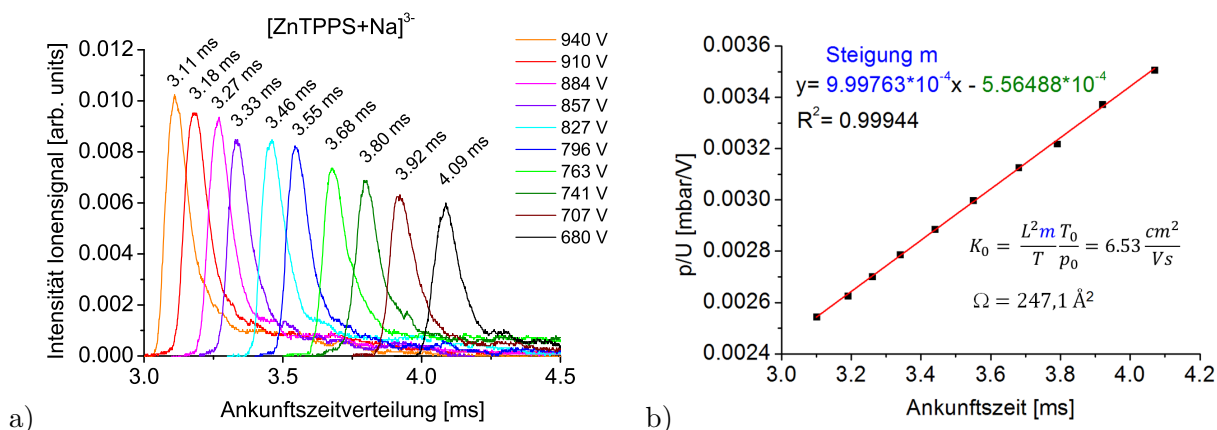 [ZnTPPS+Na]³⁻
Intensität Ionensignal [arb. units]
0.012
0.010
0.008
0.006
0.004
0.002
0.000
3.11 ms
3.18 ms
3.27 ms
3.33 ms
3.46 ms
3.55 ms
3.68 ms
3.80 ms
3.92 ms
4.09 ms
940 V
910 V
884 V
857 V
827 V
796 V
763 V
741 V
707 V
680 V
3.0 3.5 4.0 4.5
Ankunftszeitverteilung [ms]
a)
p/U [mbar/V]
0.0036
0.0034
0.0032
0.0030
0.0028
0.0026
0.0024
Steigung m
y= 9.99763*10⁻⁴x - 5.56488*10⁻⁴
R²= 0.99944
K₀ = L²m/T T₀/p₀ = 6.53 cm²/Vs
Ω = 247,1 Å²
3.0 3.2 3.4 3.6 3.8 4.0 4.2
Ankunftszeit [ms]
b)